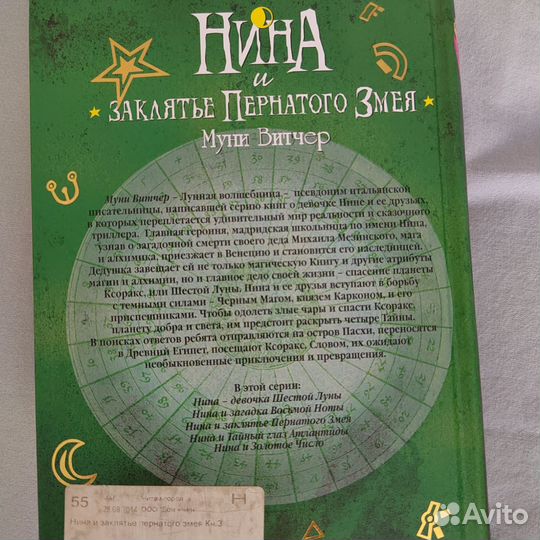 НИНА
и
ЗАКЛЯТЬЕ ПЕРНАТОГО ЗМЕЯ
Муни Витчер
Муни Витчер – Лунная волшебница – псевдоним итальянской
писательницы, написавшей серию книг о девочке Нине и ее друзьях,
в которых переплетается удивительный мир реальности и сказочного
триллера. Главная героиня, мадридская школьница по имени Нина,
узнав о загадочной смерти своего деда Михаила Мезинского, мага
и алхимика, приезжает в Венецию и становится его наследницей.
Дедушка завещает ей не только магическую Книгу и другие атрибуты
магии и алхимии, но и главное дело своей жизни – спасение планеты
Ксоракс, или Шестой Луны. Нина и ее друзья вступают в борьбу
с темными силами – Черным Магом, князем Карконом, и его
приспешниками. Чтобы одолеть злые чары и спасти Ксоракс,
планету добра и света, им предстоит раскрыть четыре Тайны.
В поисках ответов ребята отправляются на остров Пасхи, переносятся
в Древний Египет, посещают Ксоракс. Словом, их ожидают
необыкновенные приключения и превращения.
В этой серии:
Нина – девочка Шестой Луны
Нина и загадка Восьмой Ноты
Нина и заклятье Пернатого Змея
Нина и Тайный глаз Атлантиды
Нина и Золотое Число
55
Н
ООО
Нина и заклятье пернатого змея Кн.3
Avito